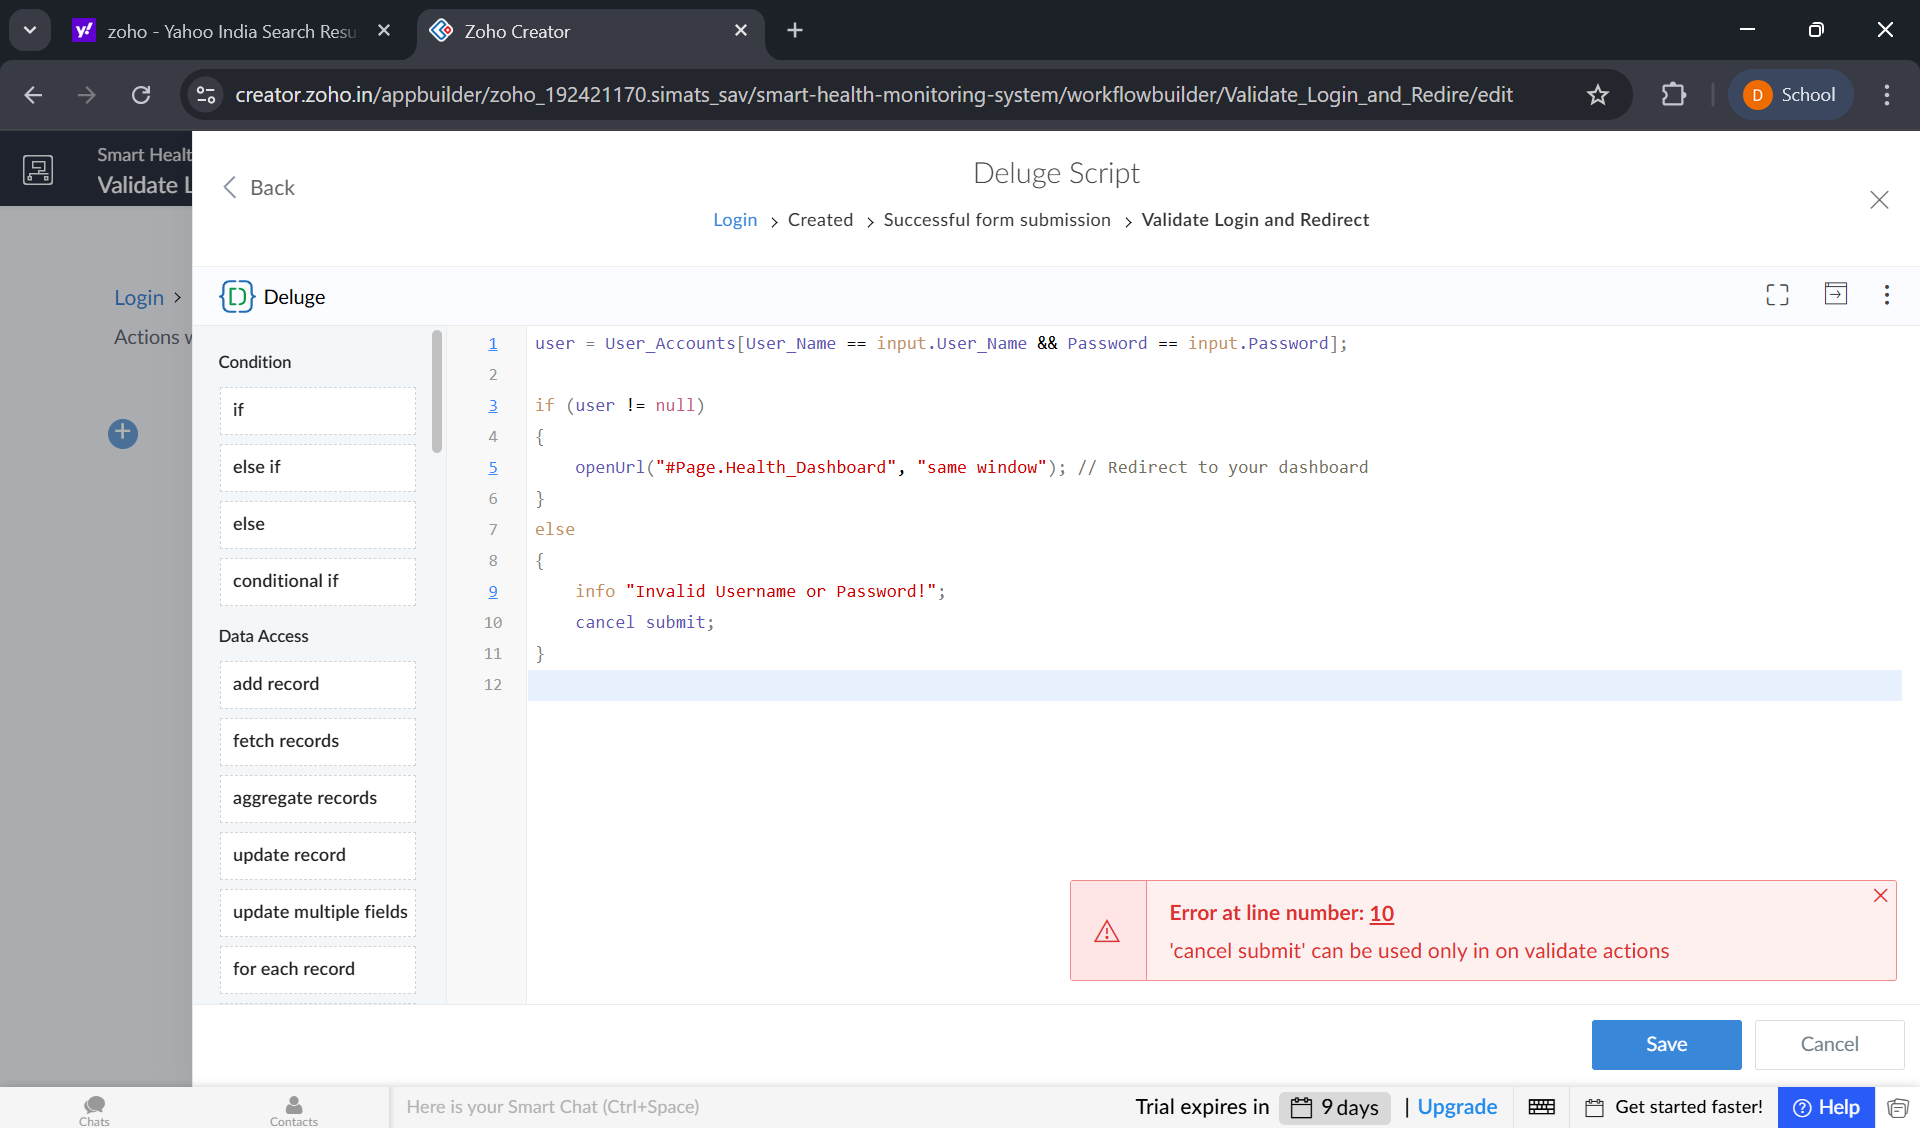 zoho - Yahoo India Search Resu
Zoho Creator
creator.zoho.in/appbuilder/zoho_192421170.simats_sav/smart-health-monitoring-system/workflowbuilder/Validate_Login_and_Redire/edit
D School
Smart Healt
Validate L
Back
Deluge Script
Login > Created > Successful form submission > Validate Login and Redirect
Login >
Actions w
Deluge
Condition
if
else if
else
conditional if
Data Access
add record
fetch records
aggregate records
update record
update multiple fields
for each record
1 user = User_Accounts[User_Name == input.User_Name && Password == input.Password];
2
3 if (user != null)
4 {
5 openUrl("#Page.Health_Dashboard", "same window"); // Redirect to your dashboard
6 }
7 else
8 {
9 info "Invalid Username or Password!";
10 cancel submit;
11 }
12
Error at line number: 10
'cancel submit' can be used only in on validate actions
Save
Cancel
Chats
Contacts
Here is your Smart Chat (Ctrl+Space)
Trial expires in 9 days | Upgrade
Get started faster!
Help